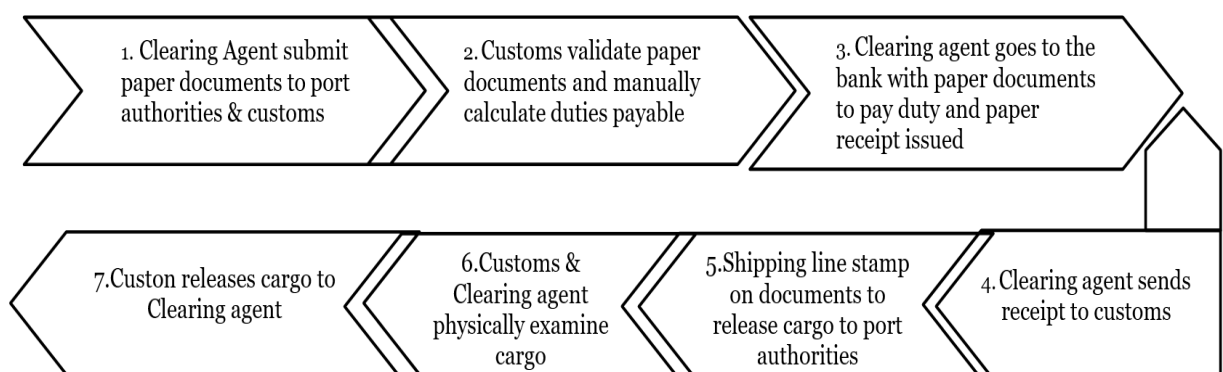 1. Clearing Agent submit
paper documents to port
authorities & customs
2. Customs validate paper
documents and manually
calculate duties payable
3. Clearing agent goes to the
bank with paper documents
to pay duty and paper
receipt issued
4. Clearing agent sends
receipt to customs
5.Shipping line stamp
on documents to
release cargo to port
authorities
6.Customs &
Clearing agent
physically examine
cargo
7.Custon releases cargo to
Clearing agent